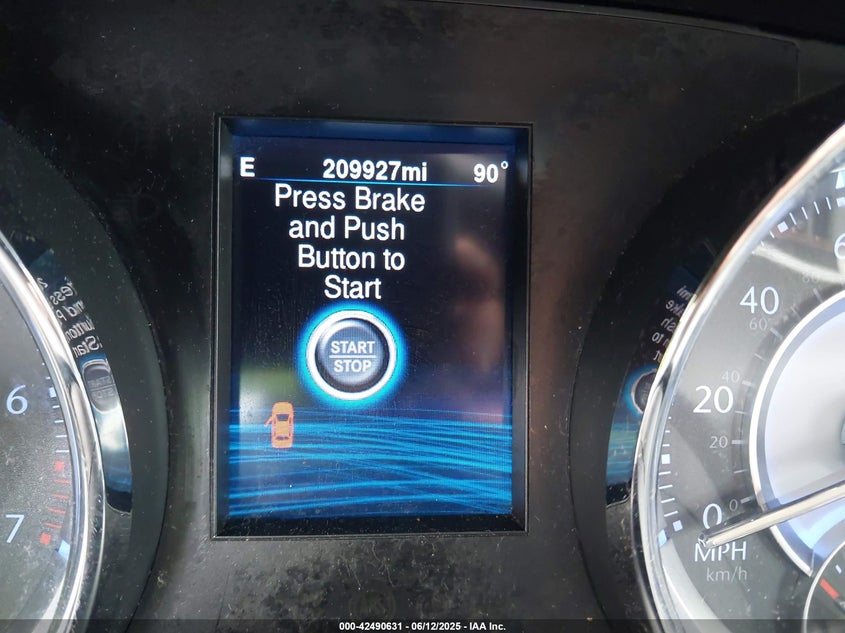 E 209927mi 90°
Press Brake
and Push
Button to
Start
START
STOP
6
7
40
60
20
40
20
0
0
MPH
km/h
000-42490631 - 06/12/2025 - IAA Inc.